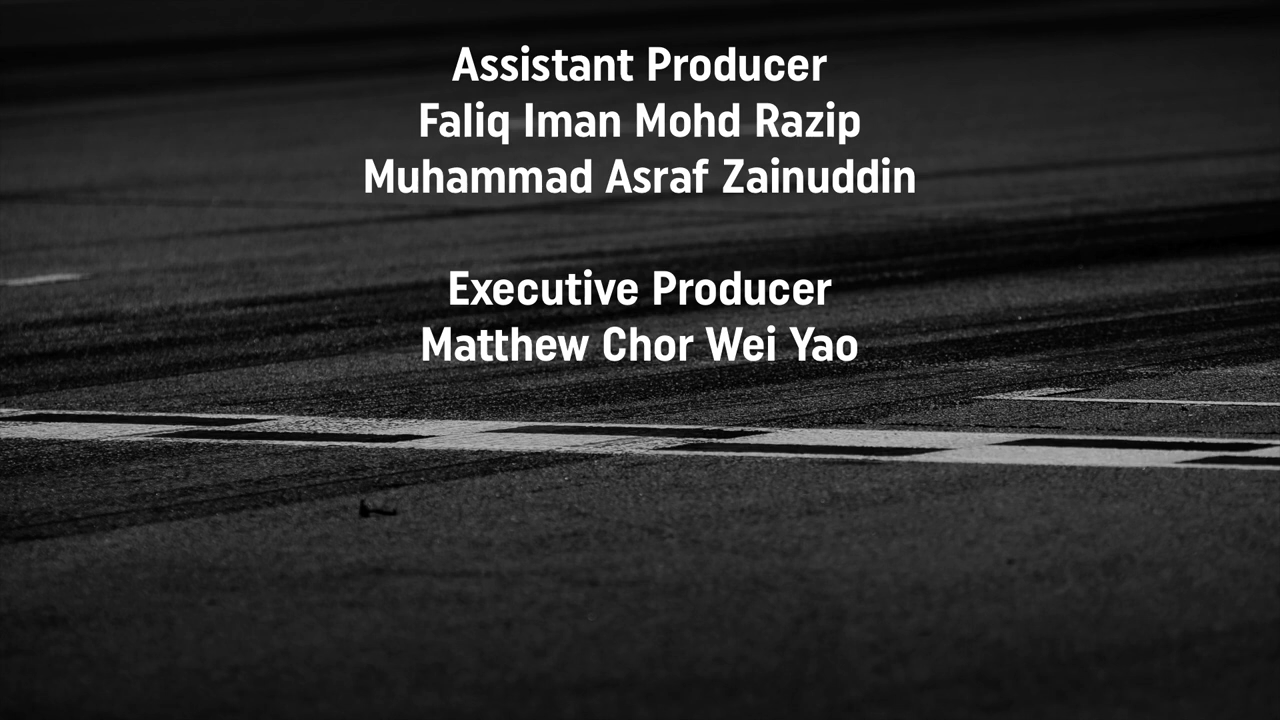 Assistant Producer
Faliq Iman Mohd Razip
Muhammad Asraf Zainuddin
Executive Producer
Matthew Chor Wei Yao